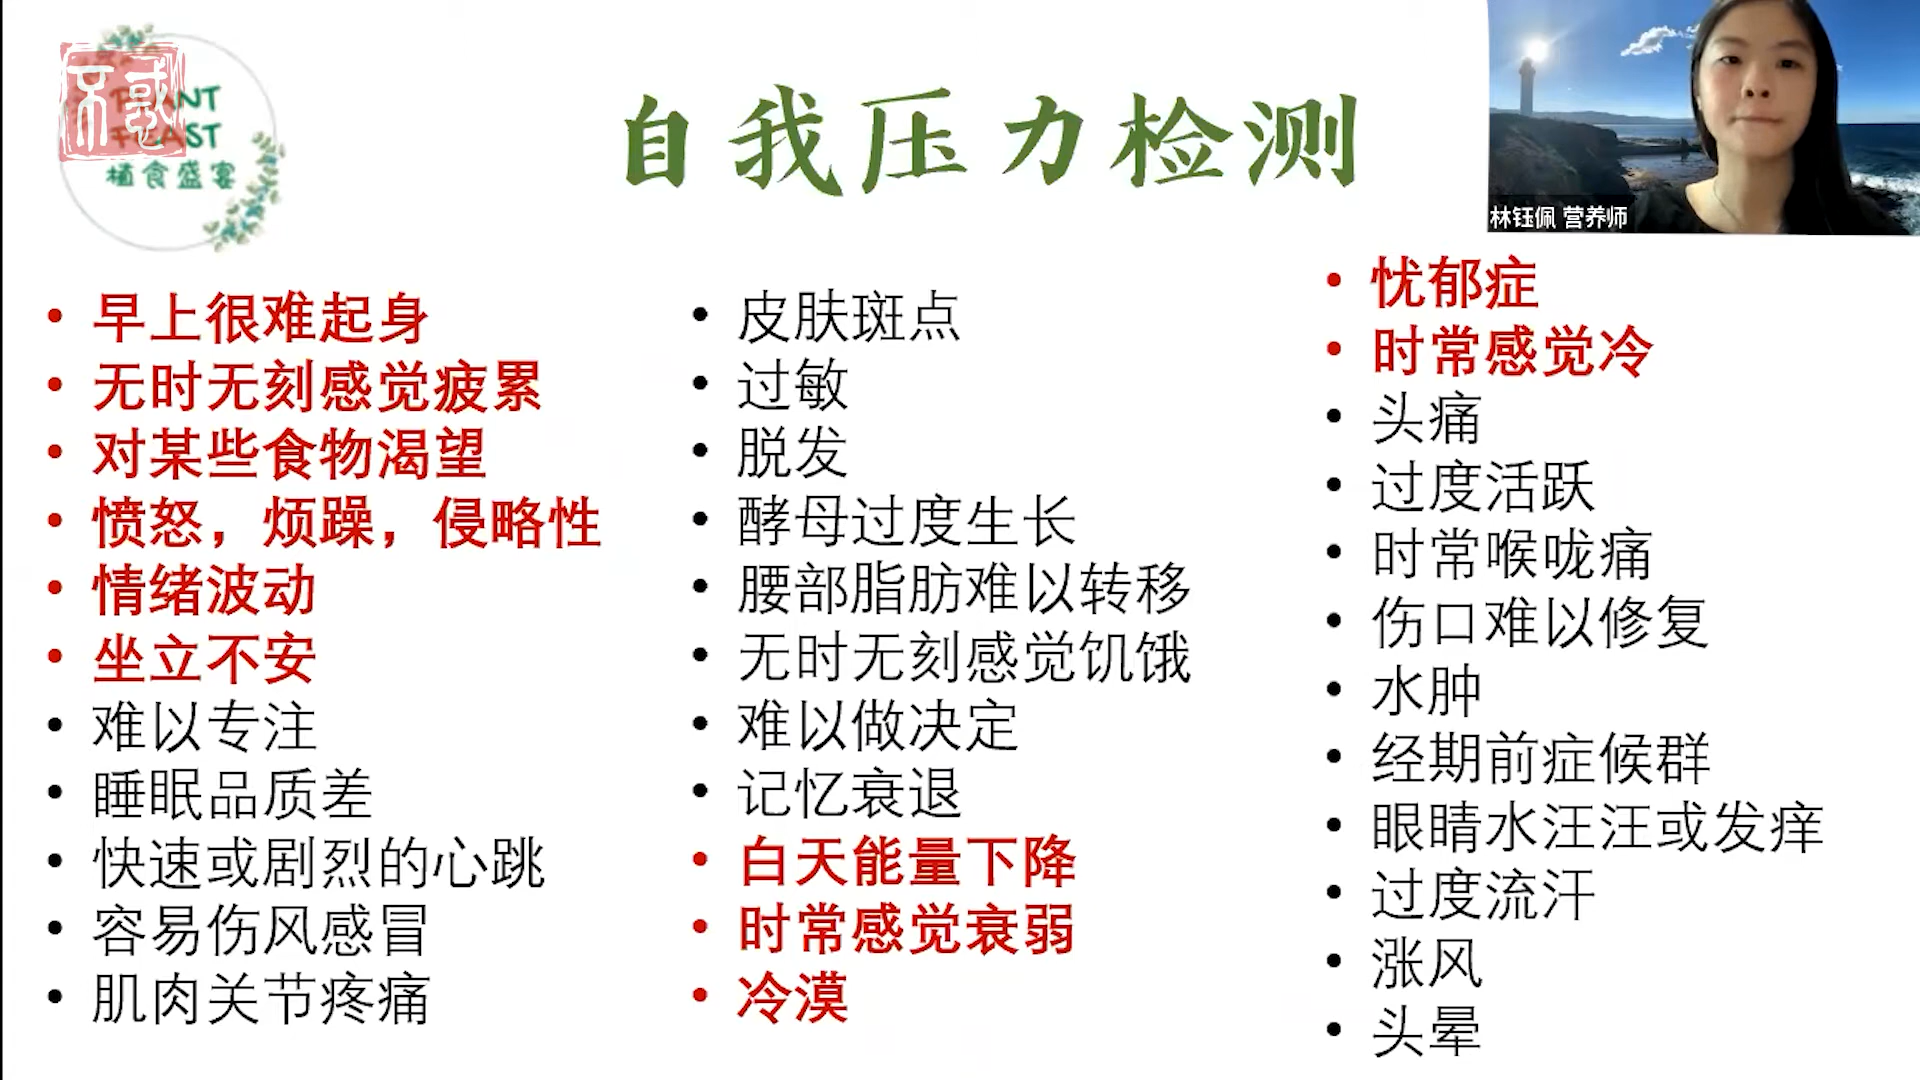 不惑
PLANT
FEAST
植食盛宴
自我压力检测
林钰佩 营养师
• 早上很难起身
• 无时无刻感觉疲累
• 对某些食物渴望
• 愤怒，烦躁，侵略性
• 情绪波动
• 坐立不安
• 难以专注
• 睡眠品质差
• 快速或剧烈的心跳
• 容易伤风感冒
• 肌肉关节疼痛
• 皮肤斑点
• 过敏
• 脱发
• 酵母过度生长
• 腰部脂肪难以转移
• 无时无刻感觉饥饿
• 难以做决定
• 记忆衰退
• 白天能量下降
• 时常感觉衰弱
• 冷漠
• 忧郁症
• 时常感觉冷
• 头痛
• 过度活跃
• 时常喉咙痛
• 伤口难以修复
• 水肿
• 经期前症候群
• 眼睛水汪汪或发痒
• 过度流汗
• 涨风
• 头晕